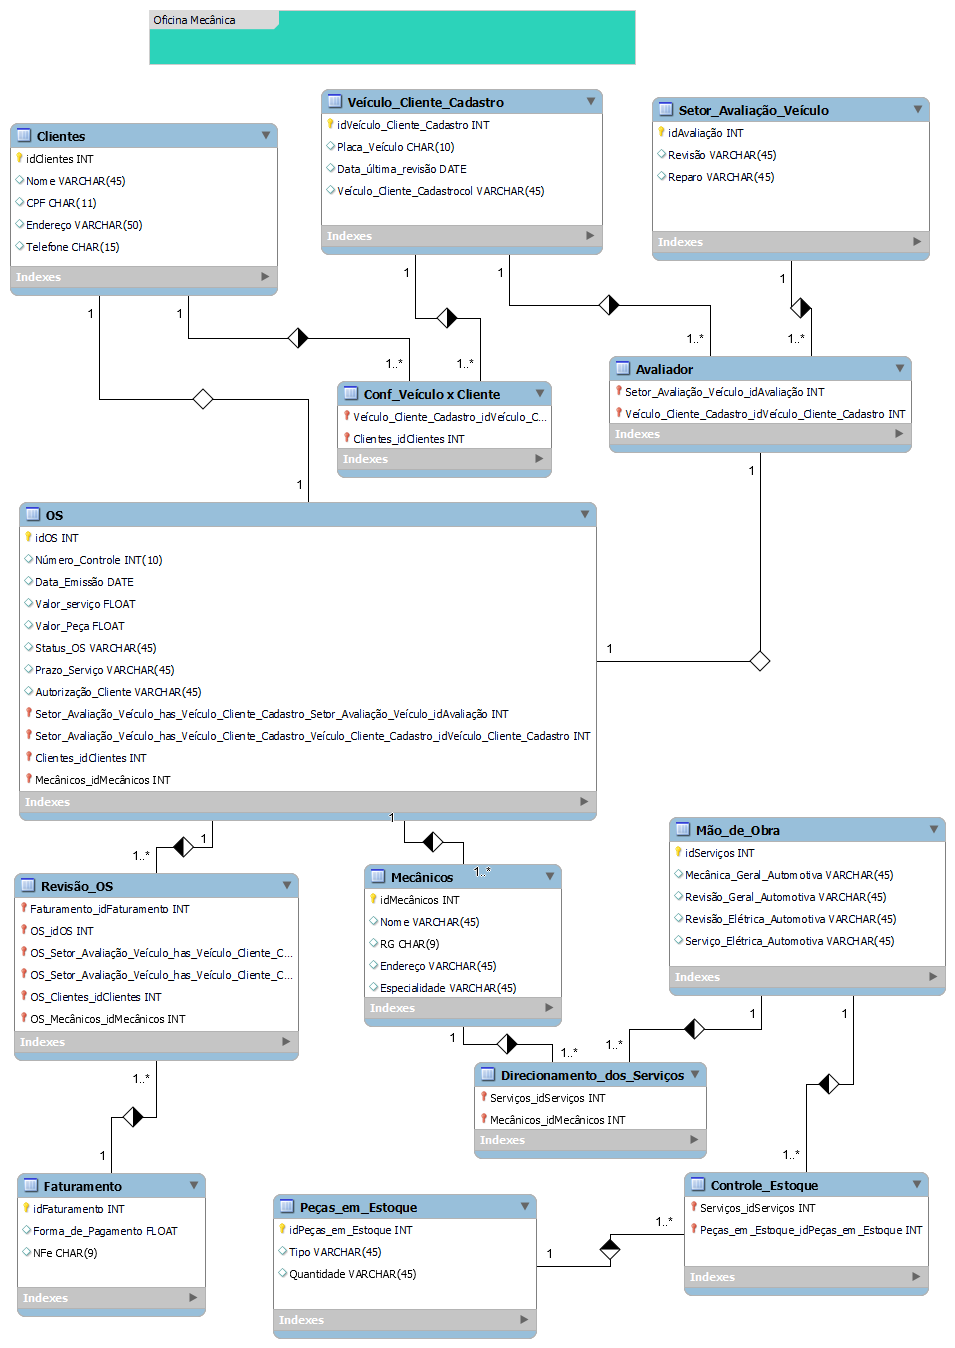 Oficina Mecânica
Veículo_Cliente_Cadastro
idVeículo_Cliente_Cadastro INT
Placa_Veículo CHAR(10)
Data_última_revisão DATE
Veículo_Cliente_Cadastrocol VARCHAR(45)
Indexes
Setor_Avaliação_Veículo
idAvaliação INT
Revisão VARCHAR(45)
Reparo VARCHAR(45)
Indexes
Clientes
idClientes INT
Nome VARCHAR(45)
CPF CHAR(11)
Endereço VARCHAR(50)
Telefone CHAR(15)
Indexes
1
1
1
1
1
1..*
1..*
1..*
1..*
Conf_Veículo x Cliente
Veículo_Cliente_Cadastro_idVeículo_C...
Clientes_idClientes INT
Indexes
Avaliador
Setor_Avaliação_Veículo_idAvaliação INT
Veículo_Cliente_Cadastro_idVeículo_Cliente_Cadastro INT
Indexes
1
1
1
OS
idOS INT
Número_Controle INT(10)
Data_Emissão DATE
Valor_serviço FLOAT
Valor_Peça FLOAT
Status_OS VARCHAR(45)
Prazo_Serviço VARCHAR(45)
Autorização_Cliente VARCHAR(45)
Setor_Avaliação_Veículo_has_Veículo_Cliente_Cadastro_Setor_Avaliação_Veículo_idAvaliação INT
Setor_Avaliação_Veículo_has_Veículo_Cliente_Cadastro_Veículo_Cliente_Cadastro_idVeículo_Cliente_Cadastro INT
Clientes_idClientes INT
Mecânicos_idMecânicos INT
Indexes
1
1
1..*
1..*
Revisão_OS
Faturamento_idFaturamento INT
OS_idOS INT
OS_Setor_Avaliação_Veículo_has_Veículo_Cliente_C...
OS_Setor_Avaliação_Veículo_has_Veículo_Cliente_C...
OS_Clientes_idClientes INT
OS_Mecânicos_idMecânicos INT
Indexes
Mecânicos
idMecânicos INT
Nome VARCHAR(45)
RG CHAR(9)
Endereço VARCHAR(45)
Especialidade VARCHAR(45)
Indexes
Mão_de_Obra
idServiços INT
Mecânica_Geral_Automotiva VARCHAR(45)
Revisão_Geral_Automotiva VARCHAR(45)
Revisão_Elétrica_Automotiva VARCHAR(45)
Serviço_Elétrica_Automotiva VARCHAR(45)
Indexes
1
1
1
1..*
1..*
1..*
Direcionamento_dos_Serviços
Serviços_idServiços INT
Mecânicos_idMecânicos INT
Indexes
1
1..*
Faturamento
idFaturamento INT
Forma_de_Pagamento FLOAT
NFe CHAR(9)
Indexes
Peças_em_Estoque
idPeças_em_Estoque INT
Tipo VARCHAR(45)
Quantidade VARCHAR(45)
Indexes
1
1..*
Controle_Estoque
Serviços_idServiços INT
Peças_em_Estoque_idPeças_em_Estoque INT
Indexes